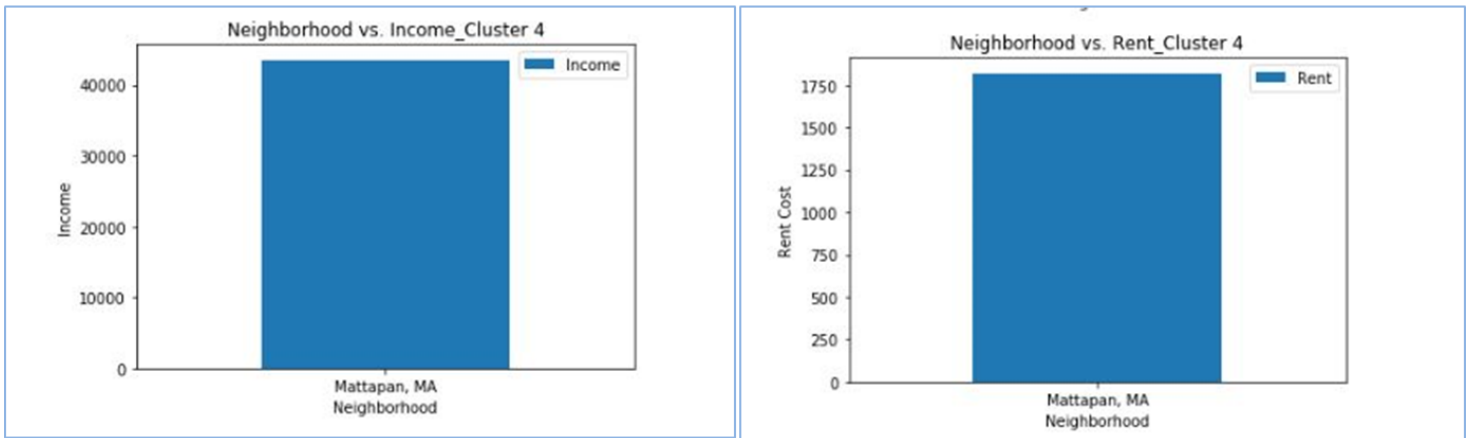 Neighborhood vs. Income_Cluster 4
Income
40000
30000
20000
10000
0
Income
Mattapan, MA
Neighborhood
Neighborhood vs. Rent_Cluster 4
Rent
1750
1500
1250
1000
750
500
250
0
Rent Cost
Mattapan, MA
Neighborhood